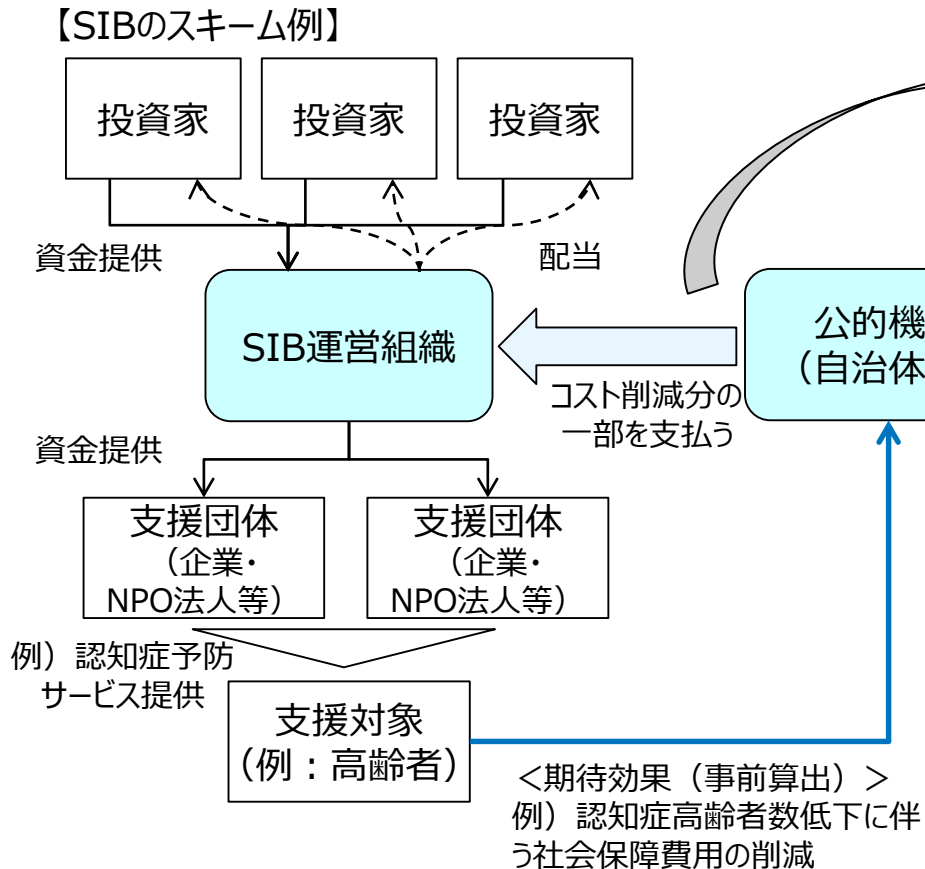 【SIBのスキーム例】
投資家
投資家
投資家
資金提供
配当
SIB運営組織
公的機
（自治体
コスト削減分の
一部を支払う
資金提供
支援団体
（企業・
NPO法人等）
支援団体
（企業・
NPO法人等）
例）認知症予防
サービス提供
支援対象
（例：高齢者）
＜期待効果（事前算出）＞
例）認知症高齢者数低下に伴
う社会保障費用の削減